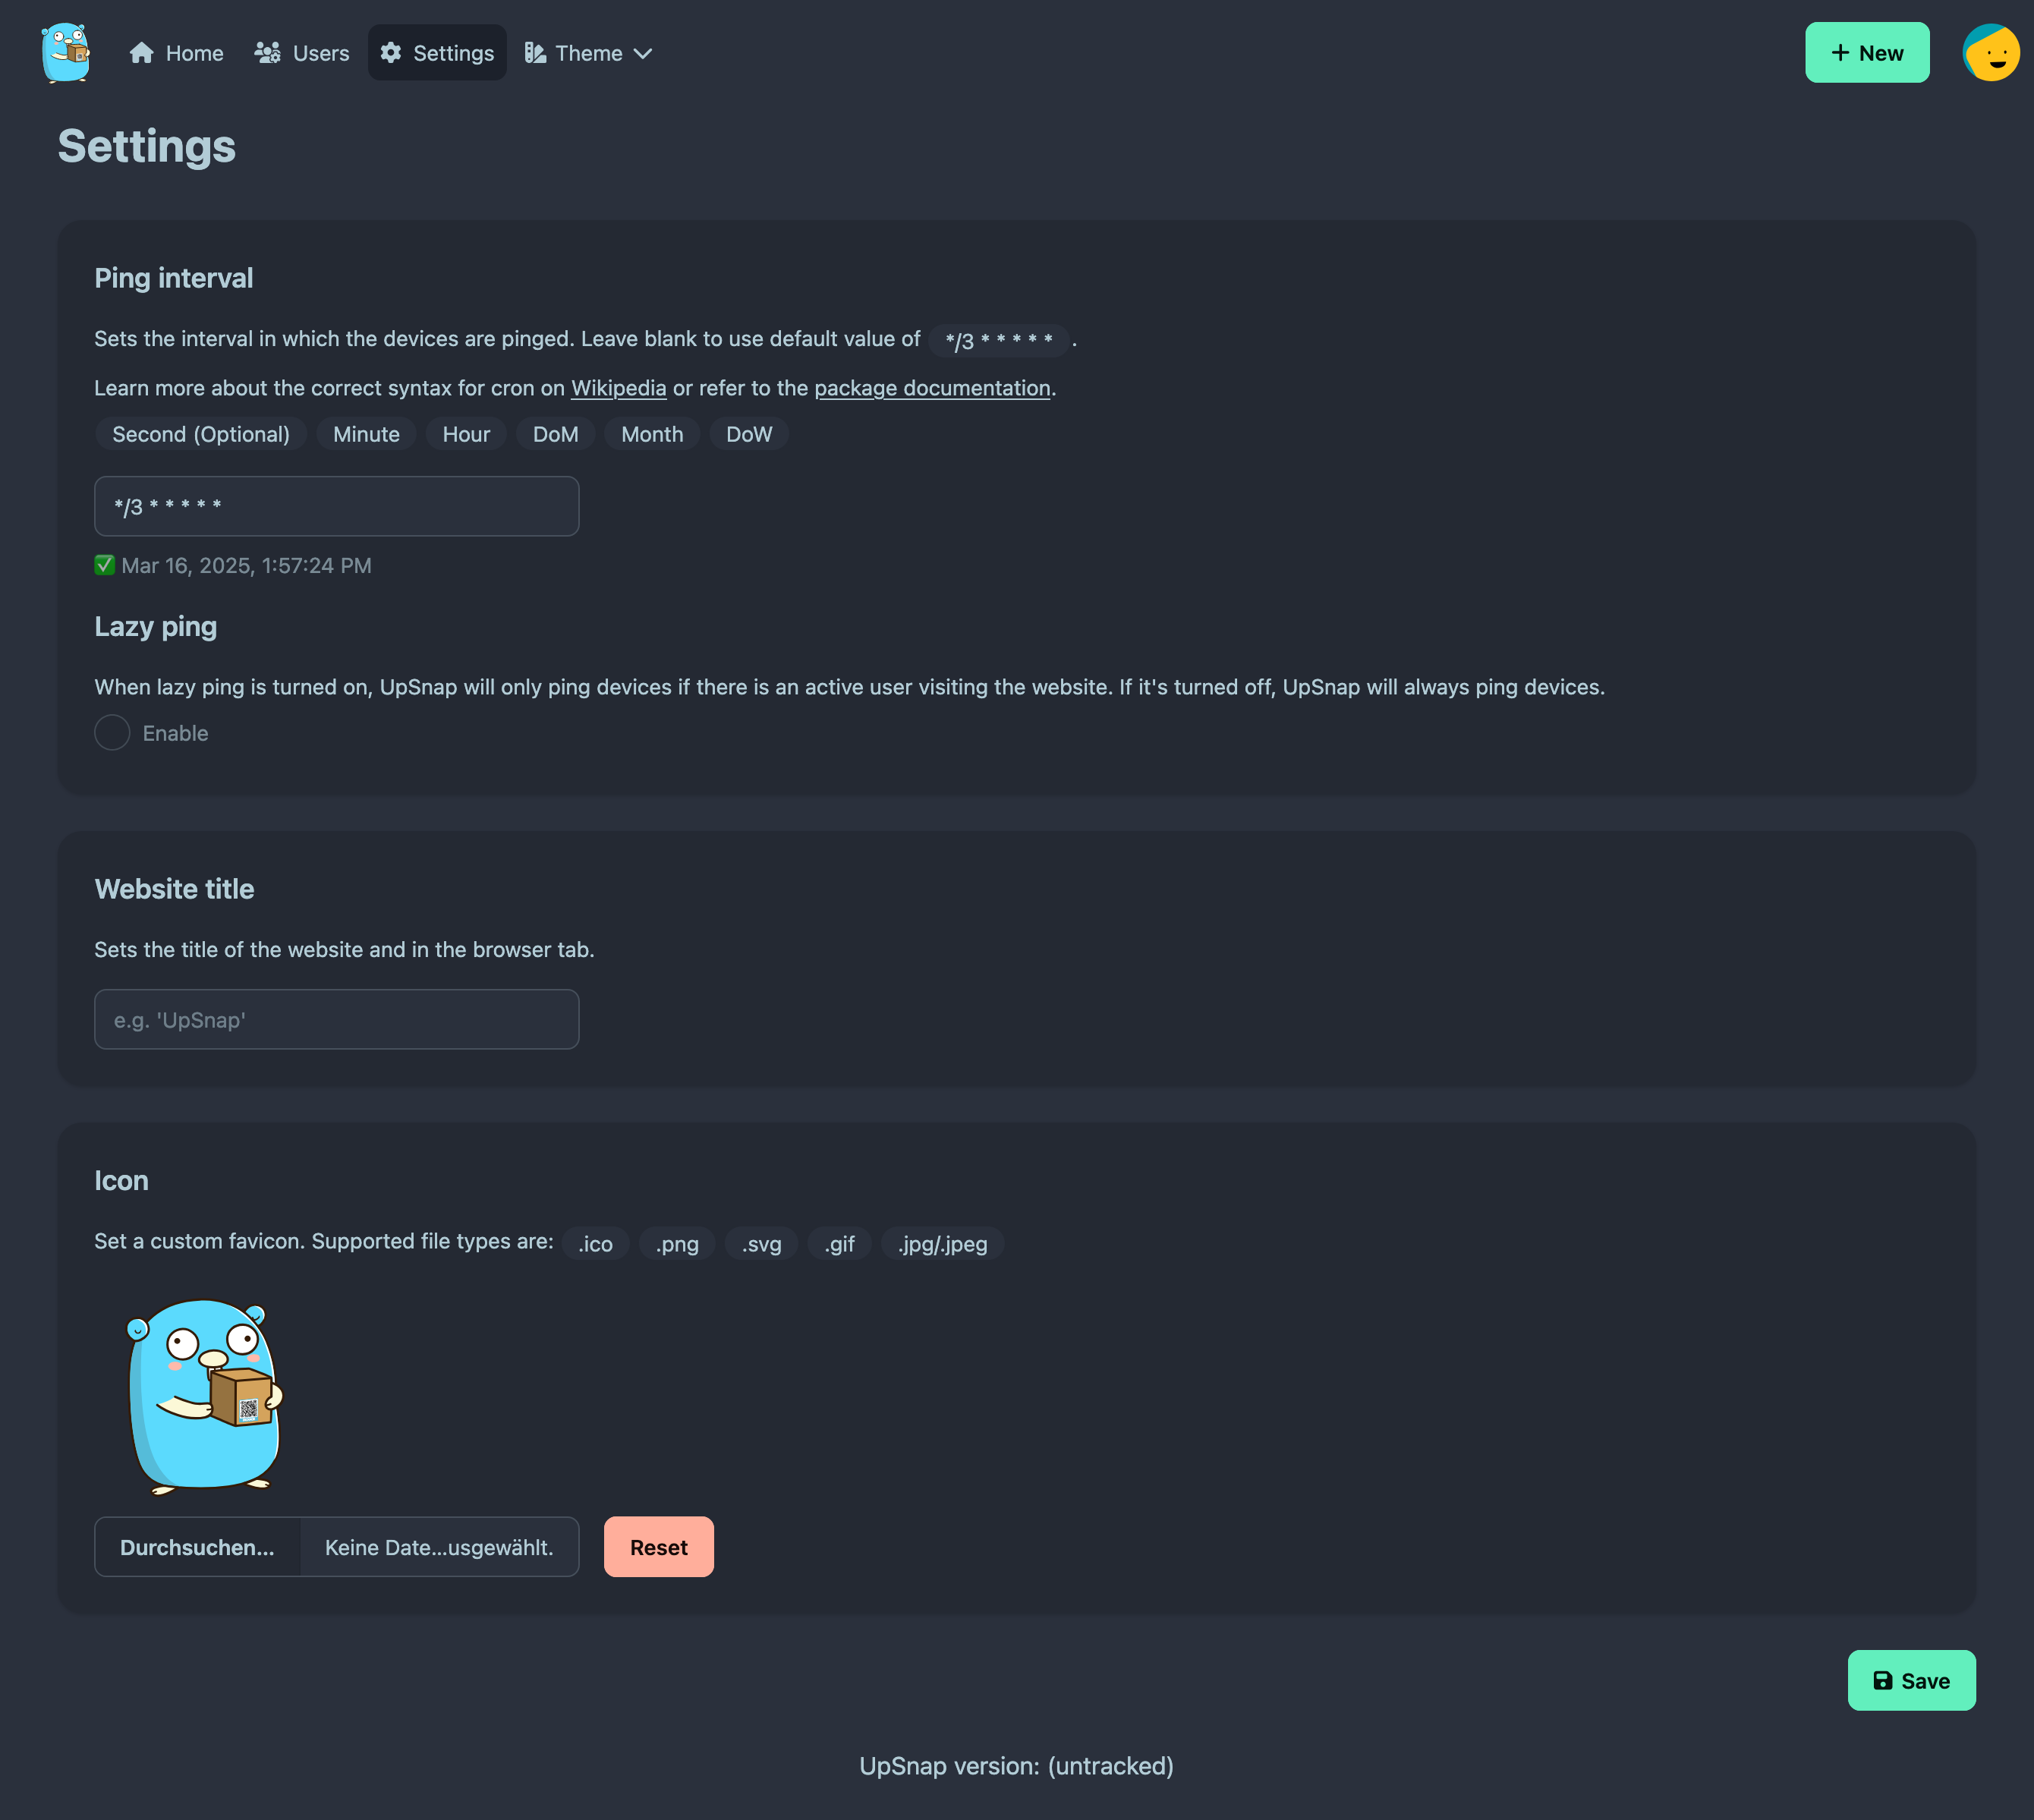 Home Users Settings Theme + New
Settings
Ping interval
Sets the interval in which the devices are pinged. Leave blank to use default value of */3 * * * * * .
Learn more about the correct syntax for cron on Wikipedia or refer to the package documentation.
Second (Optional) Minute Hour DoM Month DoW
*/3 * * * * *
✅ Mar 16, 2025, 1:57:24 PM
Lazy ping
When lazy ping is turned on, UpSnap will only ping devices if there is an active user visiting the website. If it's turned off, UpSnap will always ping devices.
Enable
Website title
Sets the title of the website and in the browser tab.
e.g. 'UpSnap'
Icon
Set a custom favicon. Supported file types are: .ico .png .svg .gif .jpg/.jpeg
Durchsuchen... Keine Date...usgewählt. Reset
Save
UpSnap version: (untracked)